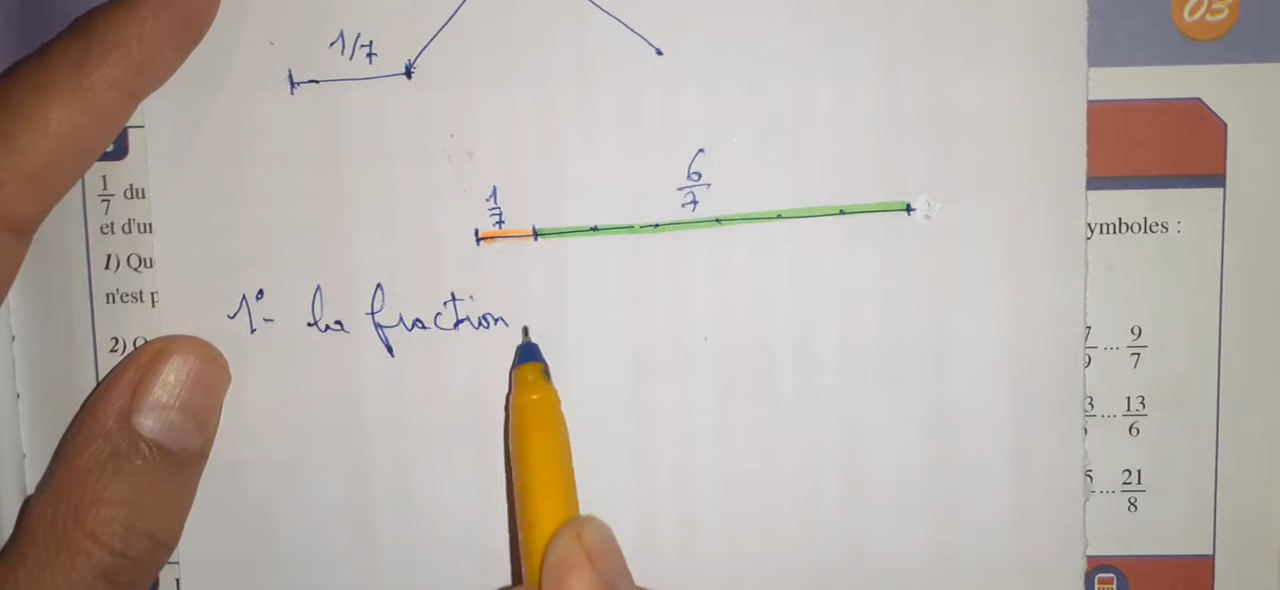 03
1/7
1/7 du
et d'un
1) Qu
n'est p
2) Q
1/7
6/7
1°- la fraction
ymboles :
7/9 ... 9/7
3 ... 13/6
5 ... 21/8